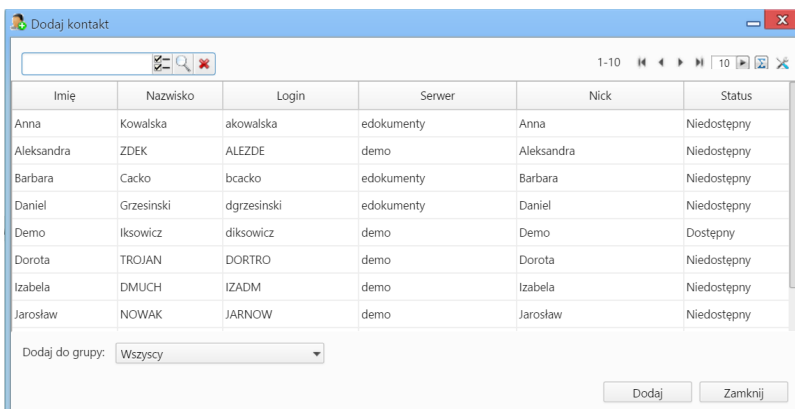 Dodaj kontakt
1-10 10
Imię Nazwisko Login Serwer Nick Status
Anna Kowalska akowalska edokumenty Anna Niedostępny
Aleksandra ZDEK ALEZDE demo Aleksandra Niedostępny
Barbara Cacko bcacko edokumenty Barbara Niedostępny
Daniel Grzesinski dgrzesinski edokumenty Daniel Niedostępny
Demo Iksowicz diksowicz demo Demo Dostępny
Dorota TROJAN DORTRO demo Dorota Niedostępny
Izabela DMUCH IZADM demo Izabela Niedostępny
Jarosław NOWAK JARNOW demo Jarosław Niedostępny
Dodaj do grupy: Wszyscy
Dodaj Zamknij